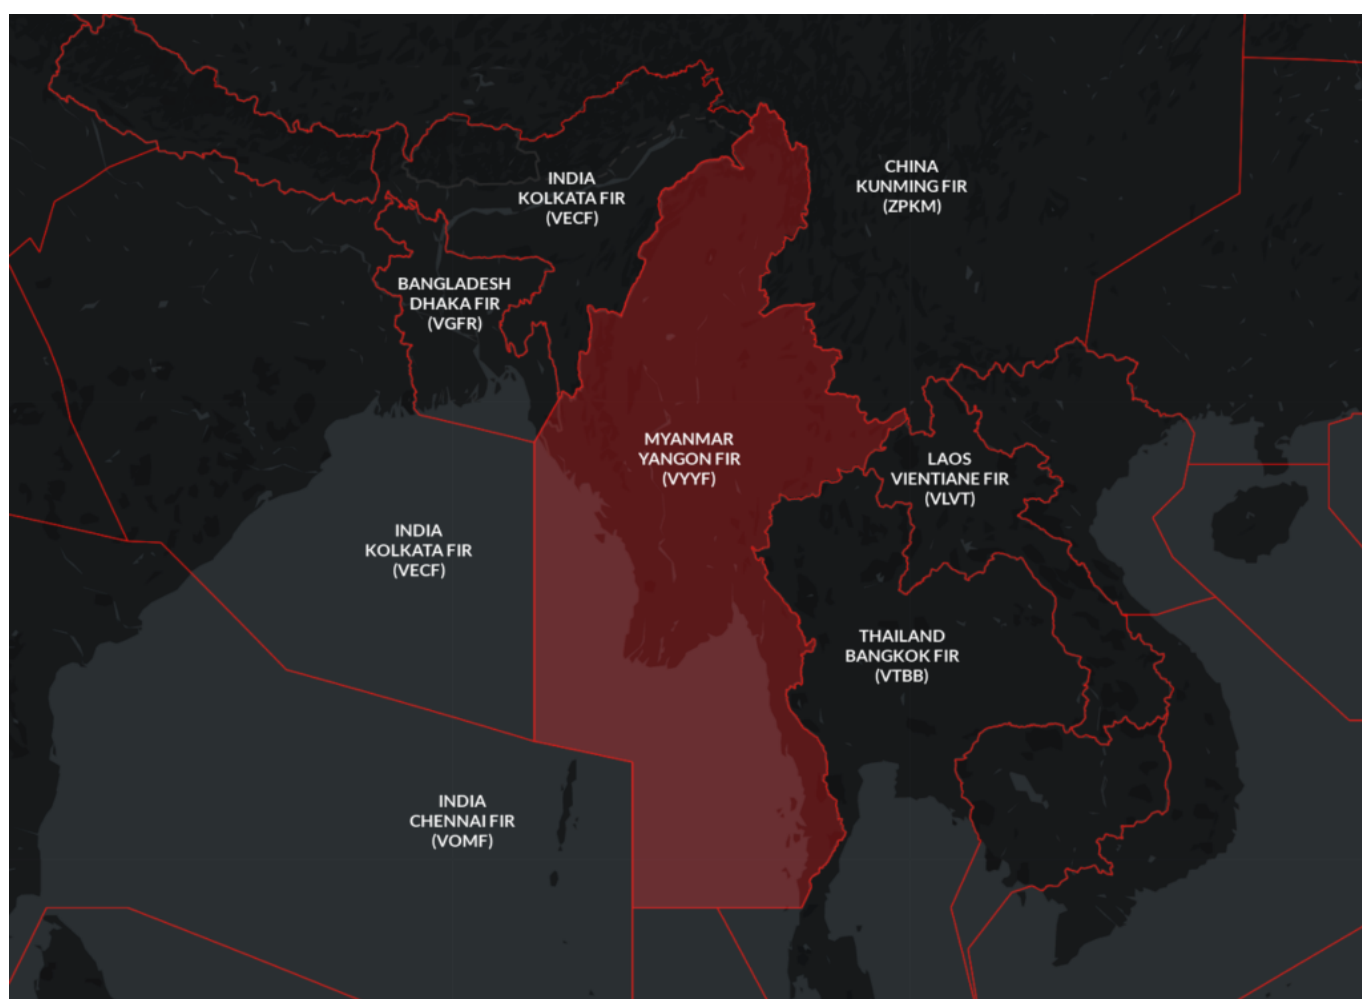 INDIA
KOLKATA FIR
(VECF)
CHINA
KUNMING FIR
(ZPKM)
BANGLADESH
DHAKA FIR
(VGFR)
MYANMAR
YANGON FIR
(VYYF)
LAOS
VIENTIANE FIR
(VLVT)
INDIA
KOLKATA FIR
(VECF)
THAILAND
BANGKOK FIR
(VTBB)
INDIA
CHENNAI FIR
(VOMF)